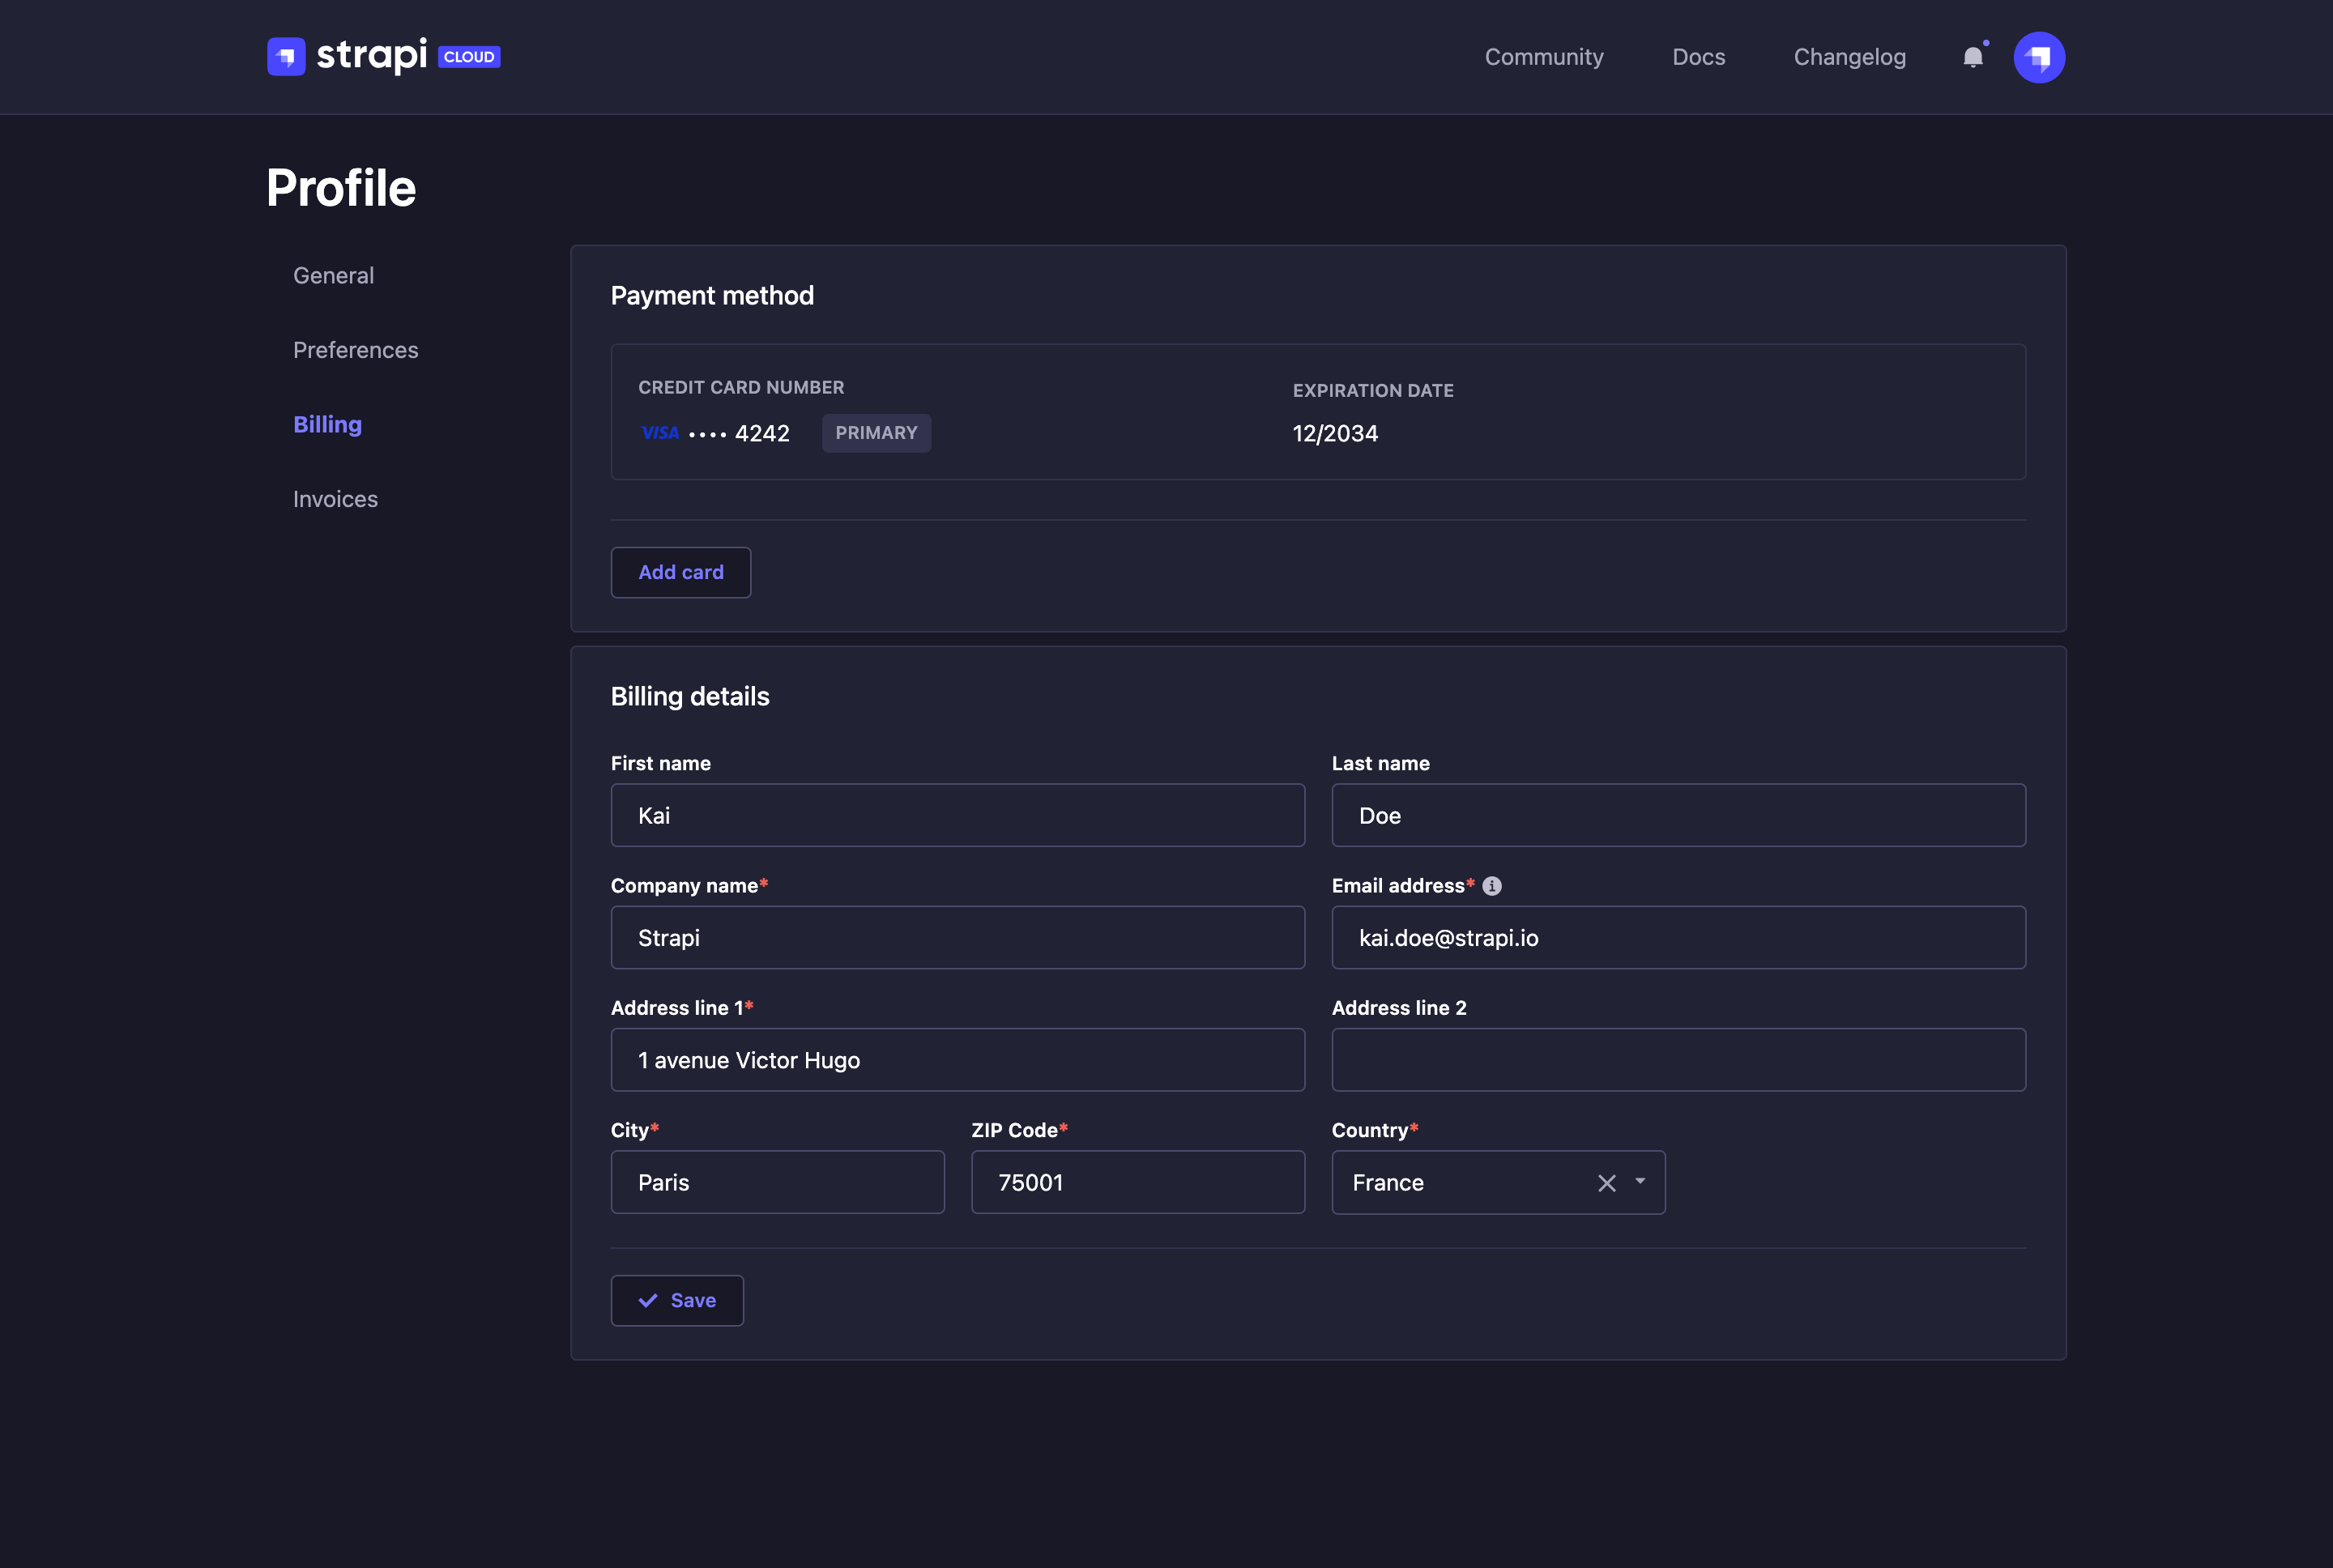 strapi CLOUD
Community Docs Changelog
Profile
General
Preferences
Billing
Invoices
Payment method
CREDIT CARD NUMBER EXPIRATION DATE
VISA •••• 4242 PRIMARY 12/2034
Add card
Billing details
First name Last name
Kai Doe
Company name* Email address*
Strapi kai.doe@strapi.io
Address line 1* Address line 2
1 avenue Victor Hugo
City* ZIP Code* Country*
Paris 75001 France
Save